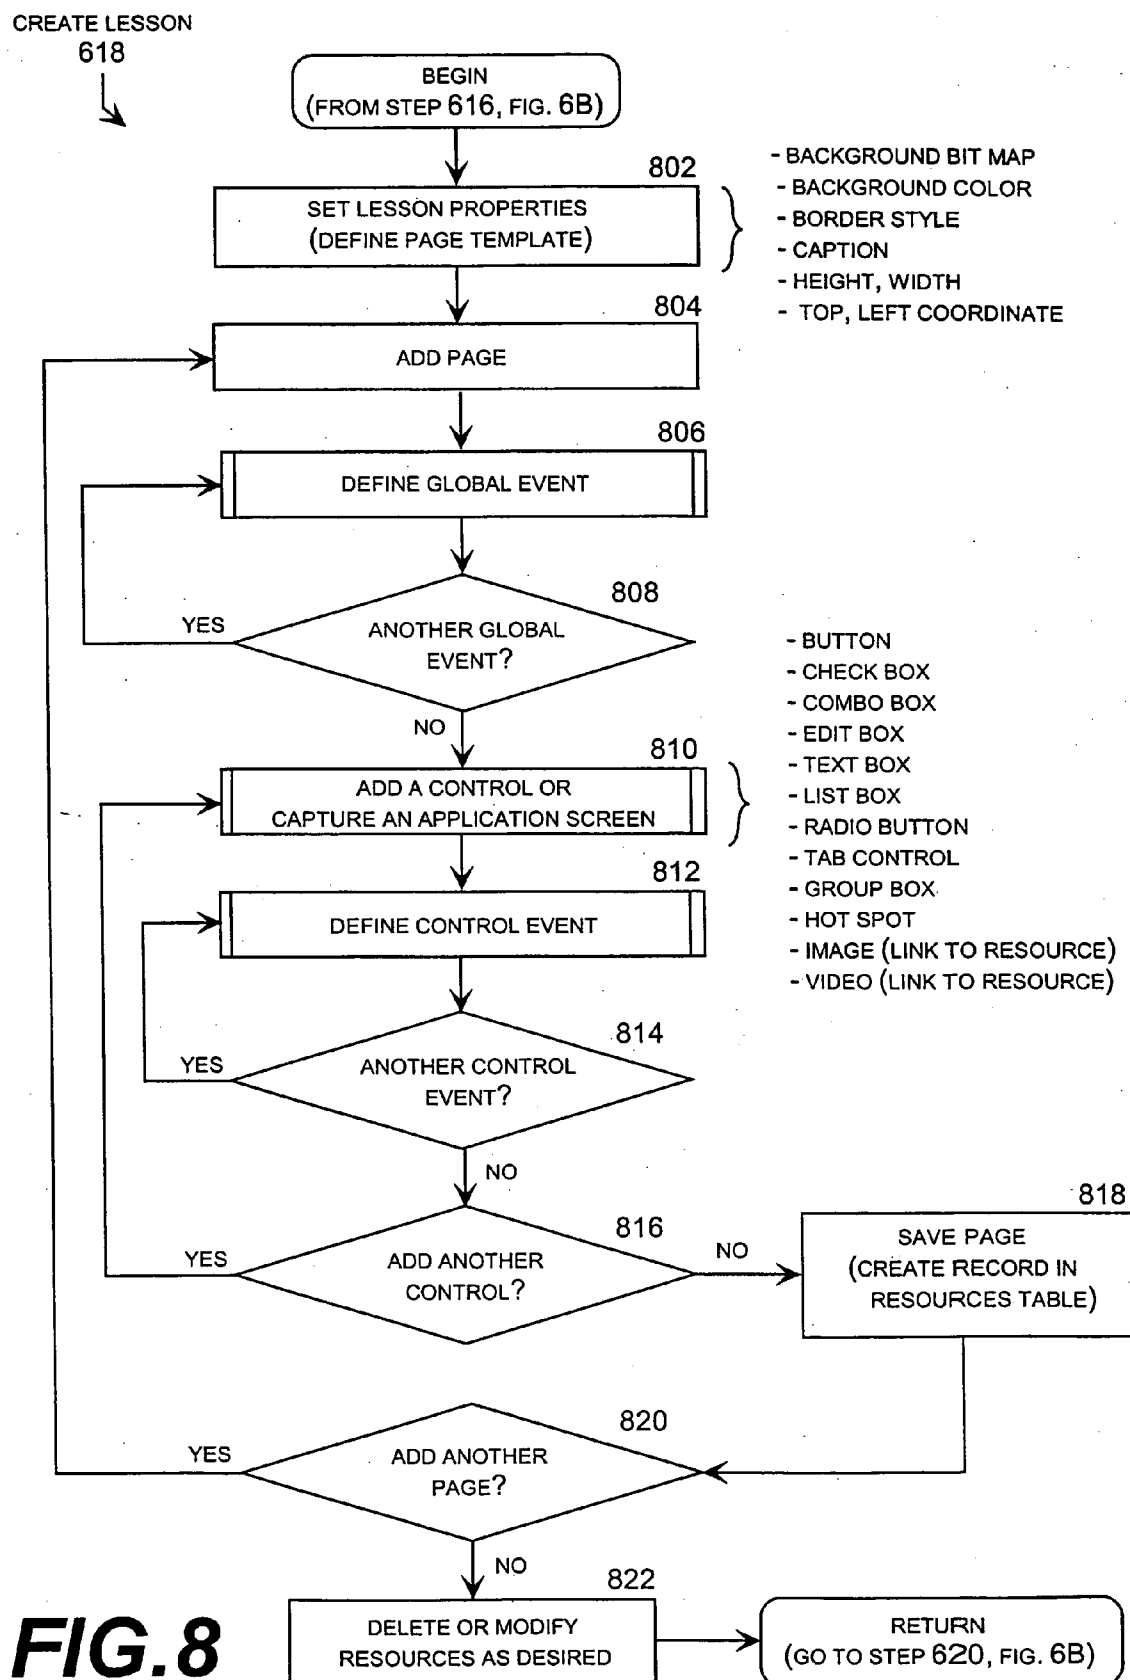 CREATE LESSON
618
BEGIN
(FROM STEP 616, FIG. 6B)
802
SET LESSON PROPERTIES
(DEFINE PAGE TEMPLATE)
- BACKGROUND BIT MAP
- BACKGROUND COLOR
- BORDER STYLE
- CAPTION
- HEIGHT, WIDTH
- TOP, LEFT COORDINATE
804
ADD PAGE
806
DEFINE GLOBAL EVENT
808
ANOTHER GLOBAL
EVENT?
YES
NO
810
ADD A CONTROL OR
CAPTURE AN APPLICATION SCREEN
- BUTTON
- CHECK BOX
- COMBO BOX
- EDIT BOX
- TEXT BOX
- LIST BOX
- RADIO BUTTON
- TAB CONTROL
- GROUP BOX
- HOT SPOT
- IMAGE (LINK TO RESOURCE)
- VIDEO (LINK TO RESOURCE)
812
DEFINE CONTROL EVENT
814
ANOTHER CONTROL
EVENT?
YES
NO
816
ADD ANOTHER
CONTROL?
YES
NO
818
SAVE PAGE
(CREATE RECORD IN
RESOURCES TABLE)
820
ADD ANOTHER
PAGE?
YES
NO
822
DELETE OR MODIFY
RESOURCES AS DESIRED
RETURN
(GO TO STEP 620, FIG. 6B)
FIG.8